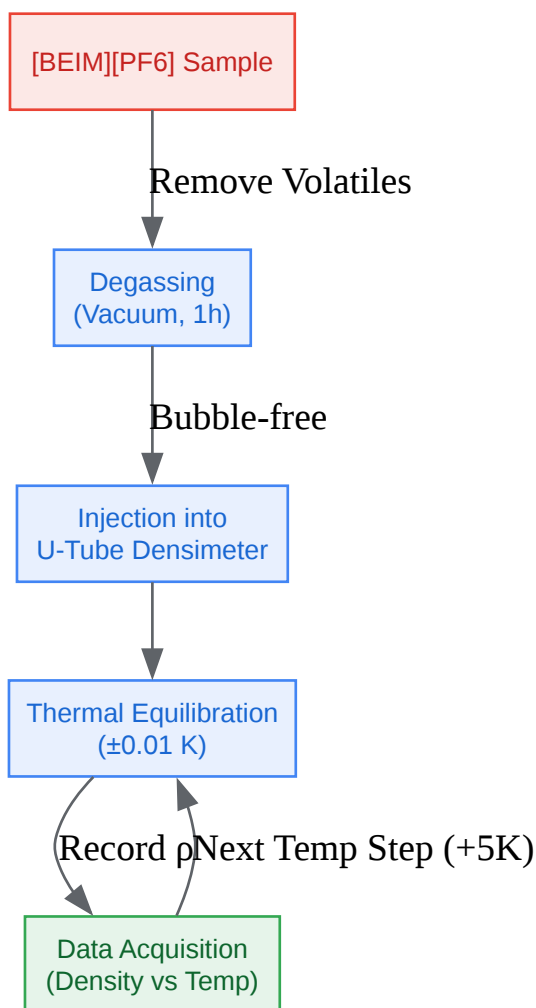 [BEIM][PF6] Sample
Remove Volatiles
Degassing
(Vacuum, 1h)
Bubble-free
Injection into
U-Tube Densimeter
Thermal Equilibration
(±0.01 K)
Record ρ
Next Temp Step (+5K)
Data Acquisition
(Density vs Temp)